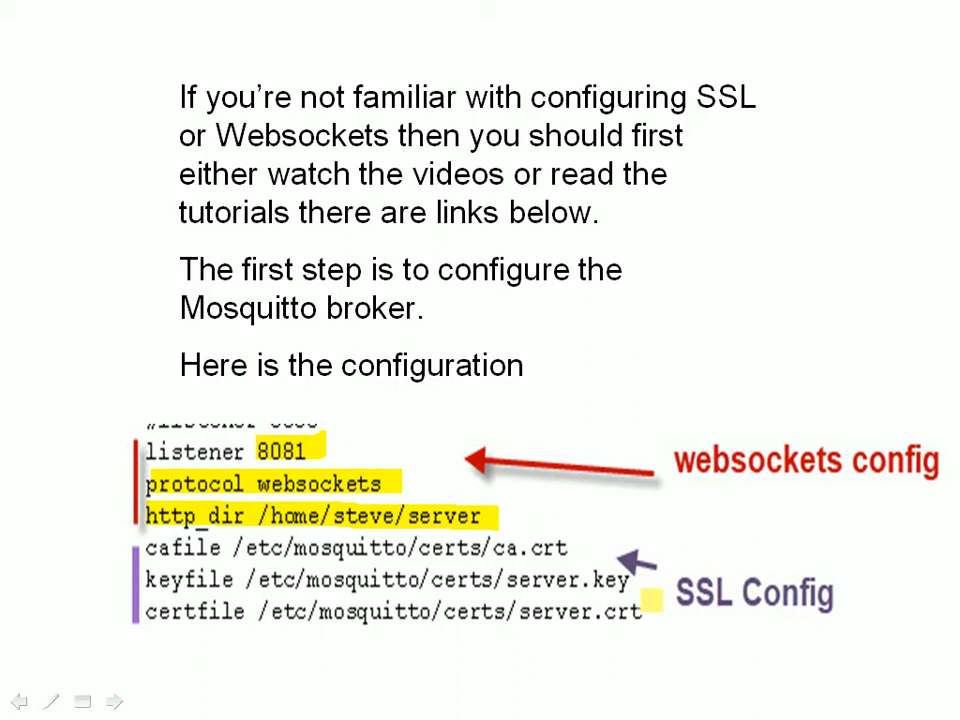 If you’re not familiar with configuring SSL
or Websockets then you should first
either watch the videos or read the
tutorials there are links below.
The first step is to configure the
Mosquitto broker.
Here is the configuration
listener 8081
websockets config
protocol websockets
http_dir /home/steve/server
cafile /etc/mosquitto/certs/ca.crt
keyfile /etc/mosquitto/certs/server.key
SSL Config
certfile /etc/mosquitto/certs/server.crt